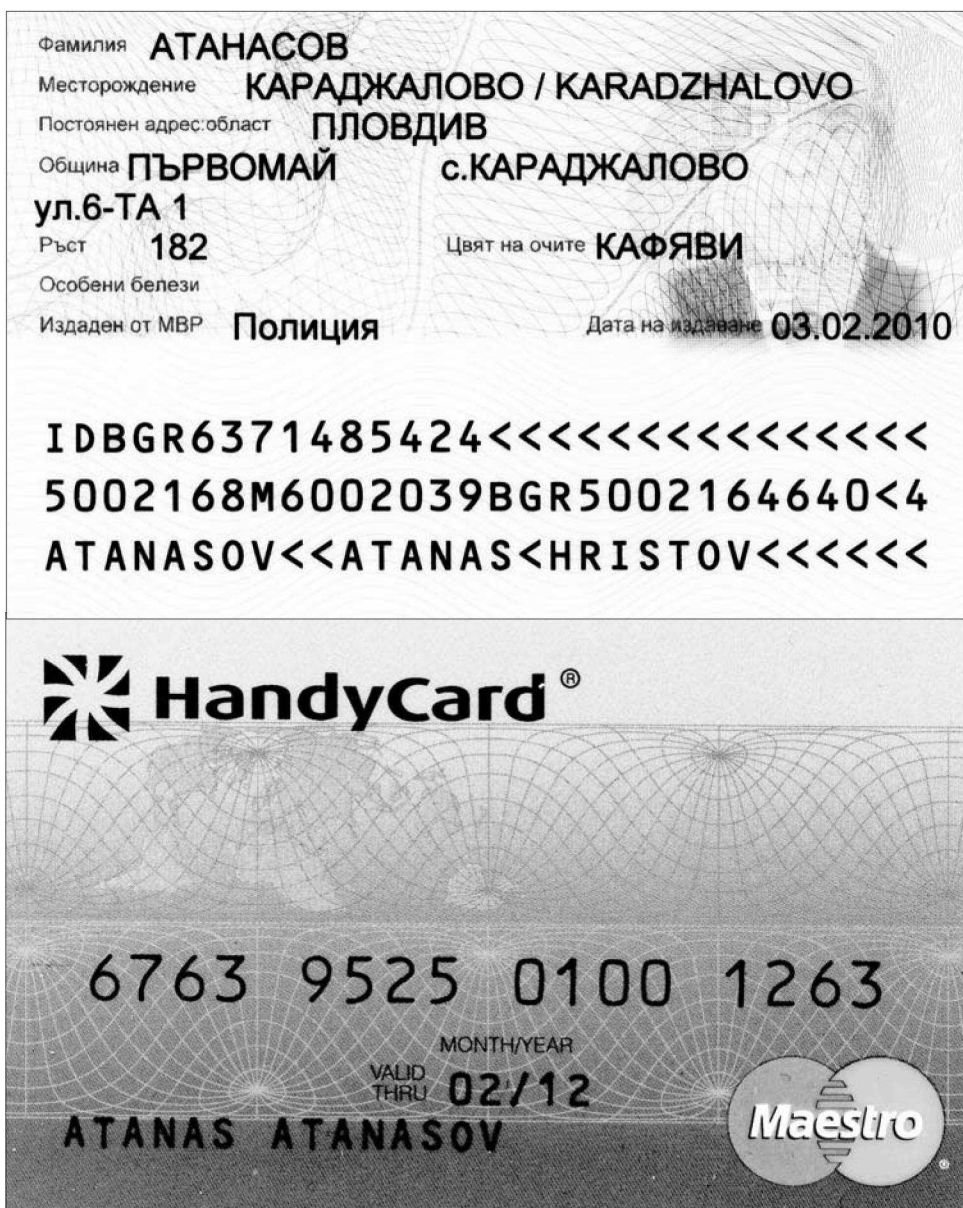 Фамилия АТАНАСОВ
Месторождение КАРАДЖАЛОВО / KARADZHALOVO
Постоянен адрес:област ПЛОВДИВ
Община ПЪРВОМАЙ с.КАРАДЖАЛОВО
ул.6-ТА 1
Ръст 182 Цвят на очите КАФЯВИ
Особени белези
Издаден от МВР Полиция Дата на издаване 03.02.2010
IDBGR6371485424<<<<<<<<<<<<<<<
5002168M6002039BGR5002164640<4
ATANASOV<<ATANAS<HRISTOV<<<<<<
HandyCard ®
6763 9525 0100 1263
MONTH/YEAR
VALID THRU 02/12
ATANAS ATANASOV
Maestro ®